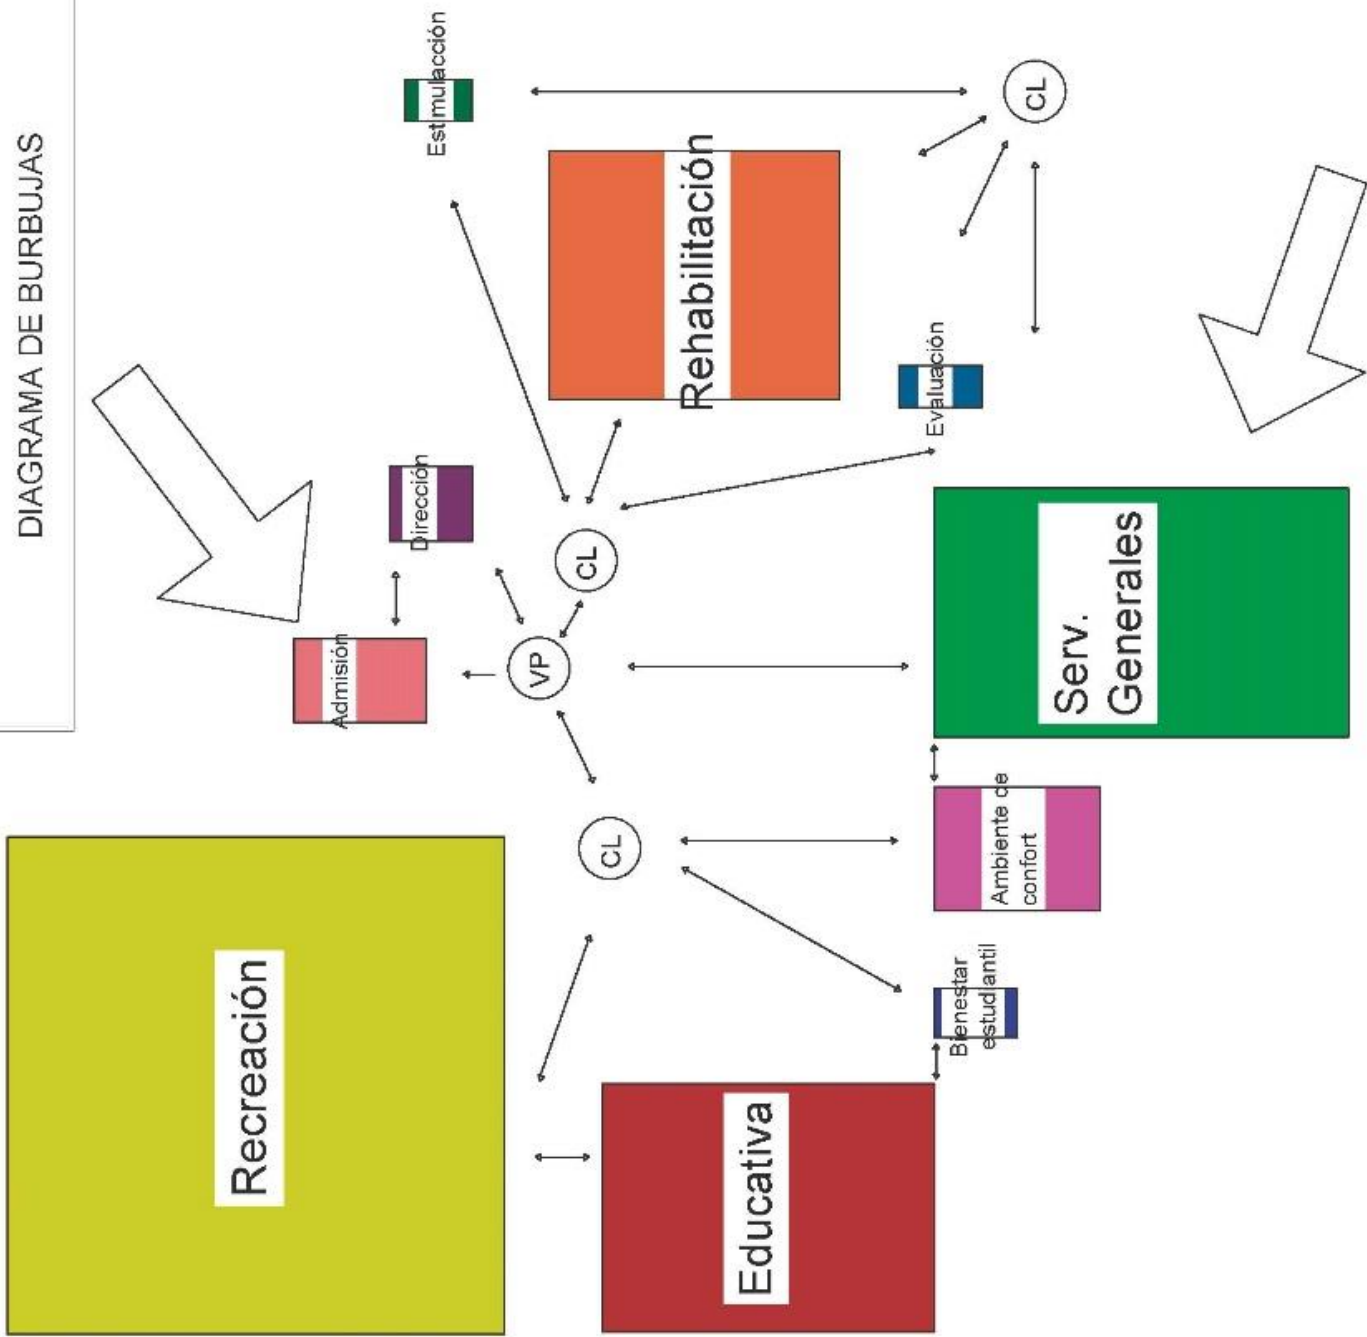 DIAGRAMA DE BURBUJAS
Recreación
Admisión
Dirección
Estimulacción
VP
CL
CL
Rehabilitación
Educativa
Evaluación
Bienestar
estudiantil
Ambiente de
confort
CL
Serv.
Generales